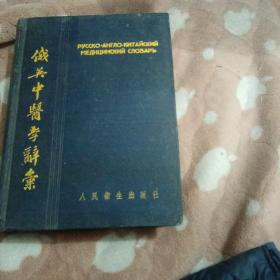 俄英中醫學辭彙
РУССКО-АНГЛО-КИТАЙСКИЙ
МЕДИЦИНСКИЙ СЛОВАРЬ
人民衛生出版社